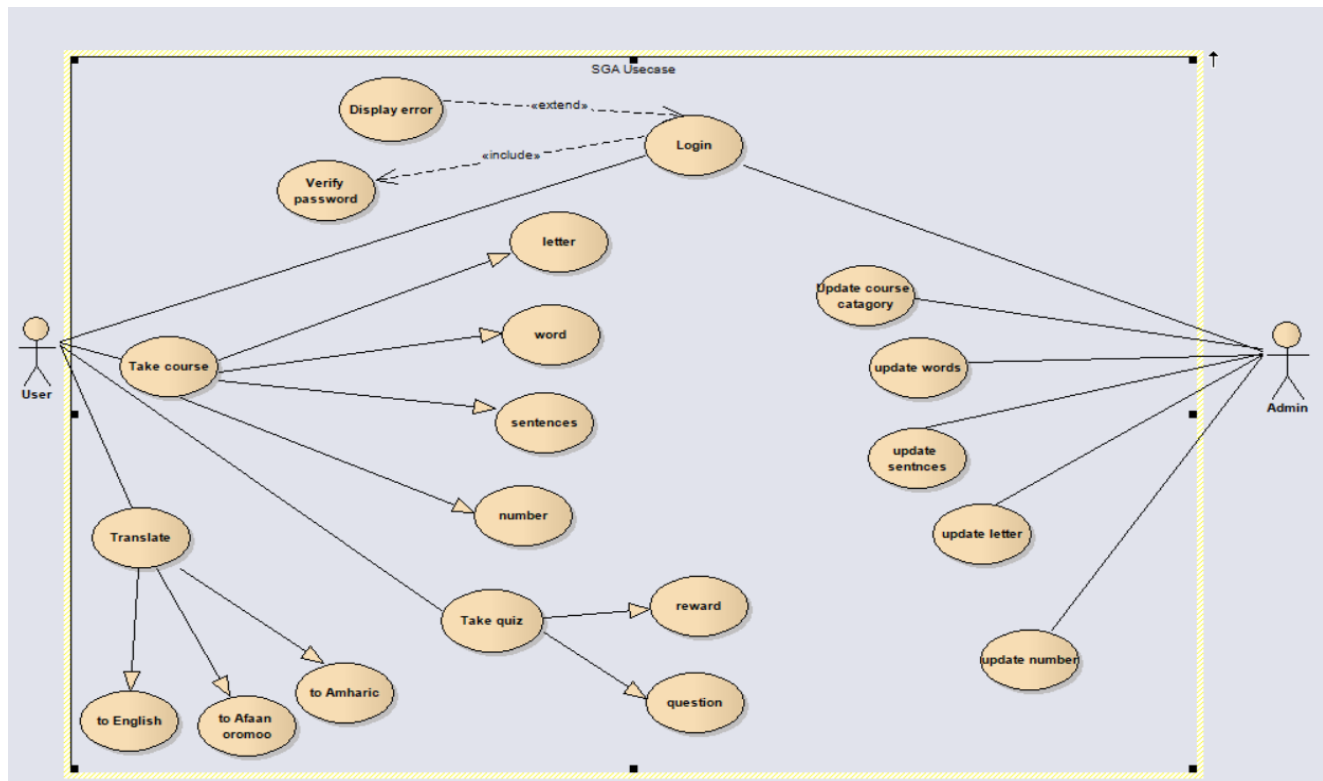 SGA Usecase
Display error
«extend»
Login
«include»
Verify
password
letter
Update course
catagory
word
User
Take course
update words
Admin
sentences
update
sentnces
number
Translate
update letter
Take quiz
reward
update number
to English
to Afaan
oromoo
to Amharic
question